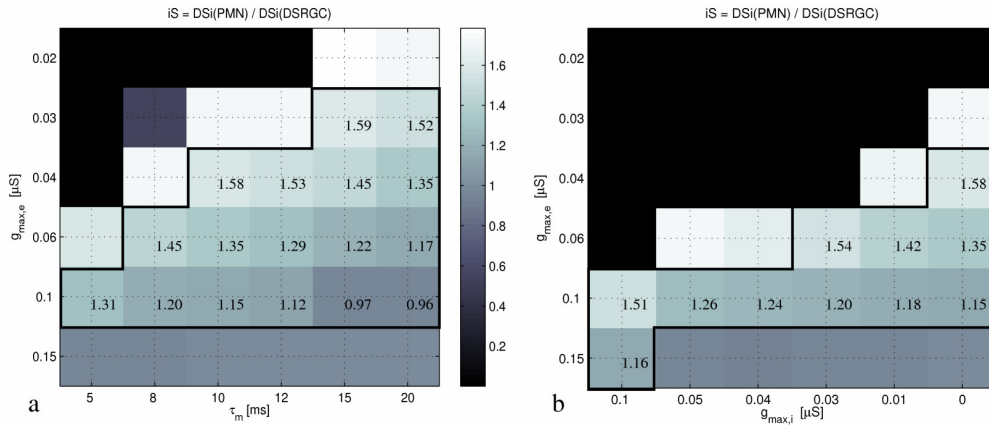 iS = DSi(PMN) / DSi(DSRGC)
0.02
0.03 1.59 1.52
0.04 1.58 1.53 1.45 1.35
0.06 1.45 1.35 1.29 1.22 1.17
0.1 1.31 1.20 1.15 1.12 0.97 0.96
0.15
5 8 10 12 15 20
g_max,e [μS]
τ_m [ms]
a
1.6
1.4
1.2
1
0.8
0.6
0.4
0.2
iS = DSi(PMN) / DSi(DSRGC)
0.02
0.03
0.04 1.58
0.06 1.54 1.42 1.35
0.1 1.51 1.26 1.24 1.20 1.18 1.15
0.15 1.16
0.1 0.05 0.04 0.03 0.01 0
g_max,e [μS]
g_max,i [μS]
b